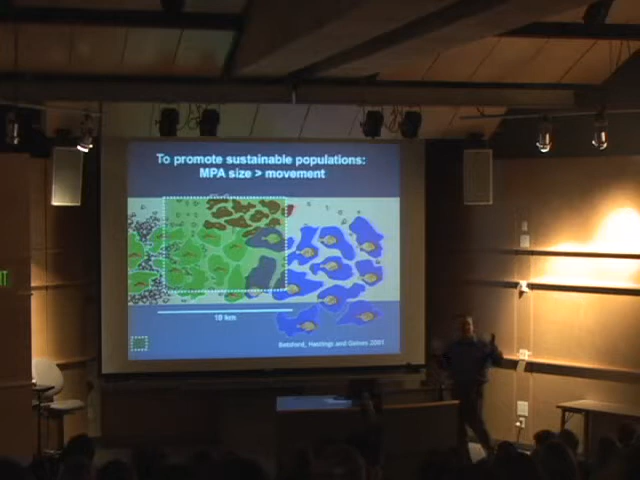 To promote sustainable populations:
MPA size > movement
10 km
Botsford, Hastings and Gaines 2001